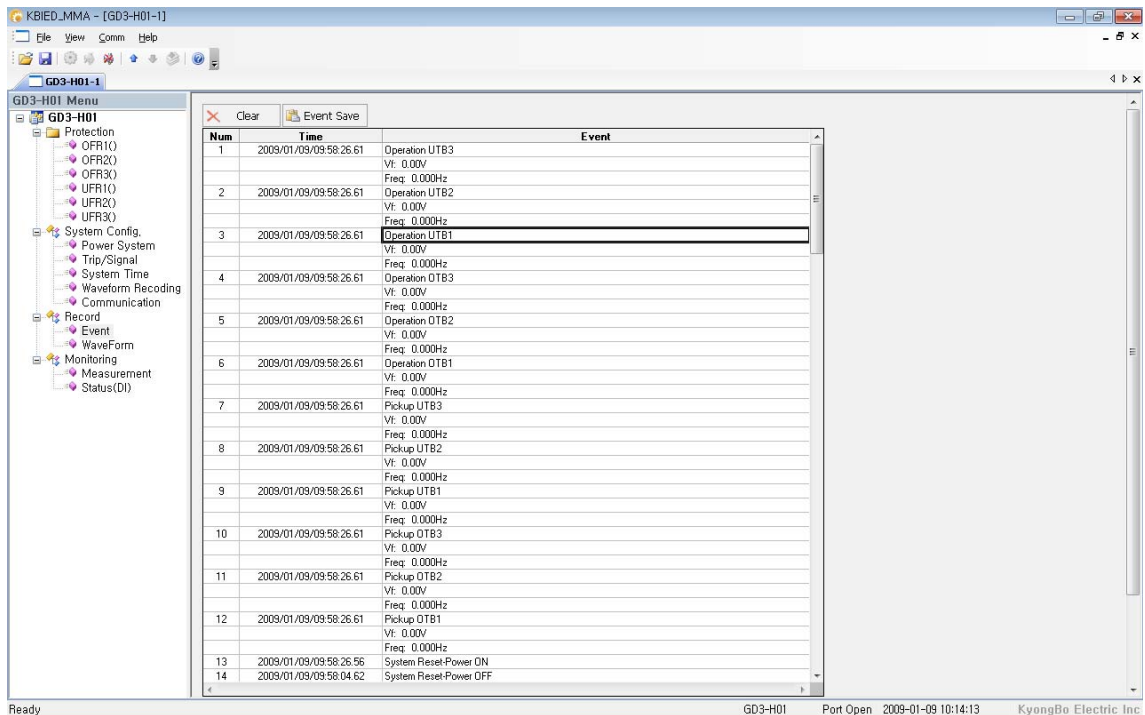 KBIED_MMA - [GD3-H01-1]
File View Comm Help
GD3-H01-1
GD3-H01 Menu
GD3-H01
Protection
OFR1()
OFR2()
OFR3()
UFR1()
UFR2()
UFR3()
System Config.
Power System
Trip/Signal
System Time
Waveform Recoding
Communication
Record
Event
WaveForm
Monitoring
Measurement
Status(DI)
Clear Event Save
Num Time Event
1 2009/01/09/09:58:26.61 Operation UTB3
Vf: 0.00V
Freq: 0.000Hz
2 2009/01/09/09:58:26.61 Operation UTB2
Vf: 0.00V
Freq: 0.000Hz
3 2009/01/09/09:58:26.61 Operation UTB1
Vf: 0.00V
Freq: 0.000Hz
4 2009/01/09/09:58:26.61 Operation OTB3
Vf: 0.00V
Freq: 0.000Hz
5 2009/01/09/09:58:26.61 Operation OTB2
Vf: 0.00V
Freq: 0.000Hz
6 2009/01/09/09:58:26.61 Operation OTB1
Vf: 0.00V
Freq: 0.000Hz
7 2009/01/09/09:58:26.61 Pickup UTB3
Vf: 0.00V
Freq: 0.000Hz
8 2009/01/09/09:58:26.61 Pickup UTB2
Vf: 0.00V
Freq: 0.000Hz
9 2009/01/09/09:58:26.61 Pickup UTB1
Vf: 0.00V
Freq: 0.000Hz
10 2009/01/09/09:58:26.61 Pickup OTB3
Vf: 0.00V
Freq: 0.000Hz
11 2009/01/09/09:58:26.61 Pickup OTB2
Vf: 0.00V
Freq: 0.000Hz
12 2009/01/09/09:58:26.61 Pickup OTB1
Vf: 0.00V
Freq: 0.000Hz
13 2009/01/09/09:58:26.56 System Reset-Power ON
14 2009/01/09/09:58:04.62 System Reset-Power OFF
Ready GD3-H01 Port Open 2009-01-09 10:14:13 KyongBo Electric Inc